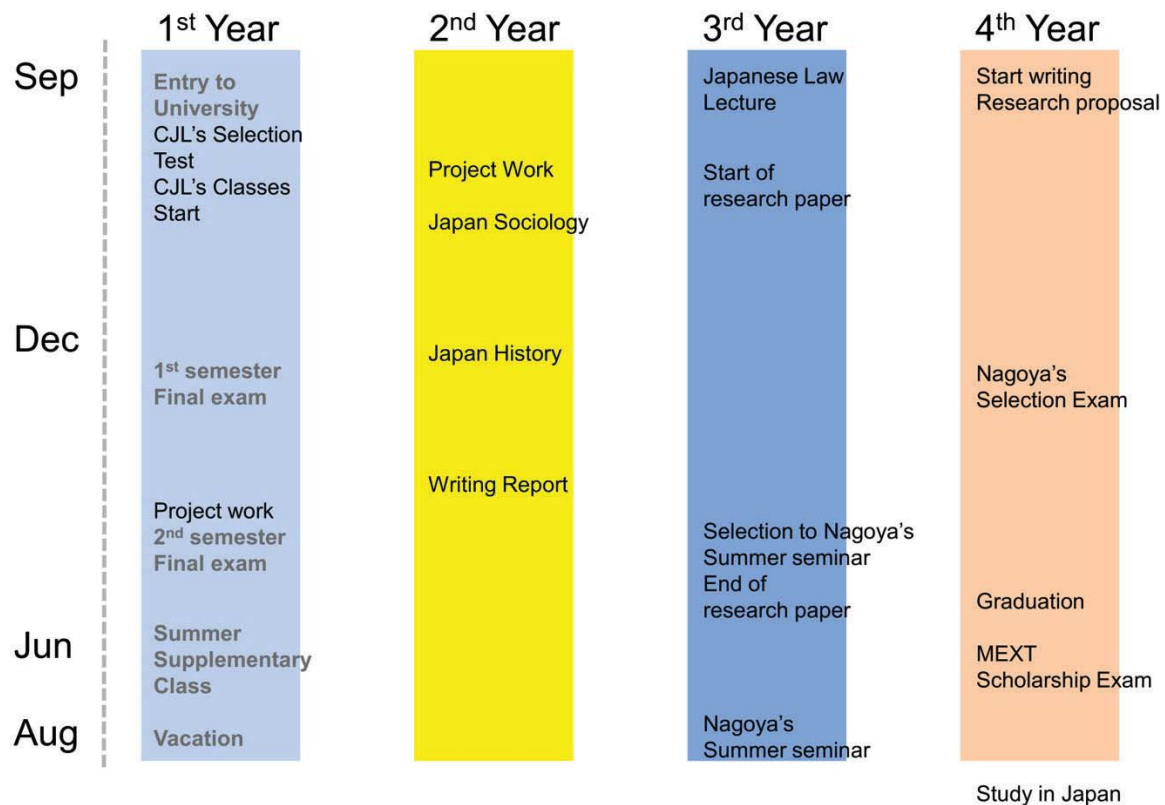 1st Year
2nd Year
3rd Year
4th Year
Sep
Dec
Jun
Aug
Entry to
University
CJL's Selection
Test
CJL's Classes
Start
1st semester
Final exam
Project work
2nd semester
Final exam
Summer
Supplementary
Class
Vacation
Project Work
Japan Sociology
Japan History
Writing Report
Japanese Law
Lecture
Start of
research paper
Selection to Nagoya's
Summer seminar
End of
research paper
Nagoya's
Summer seminar
Start writing
Research proposal
Nagoya's
Selection Exam
Graduation
MEXT
Scholarship Exam
Study in Japan